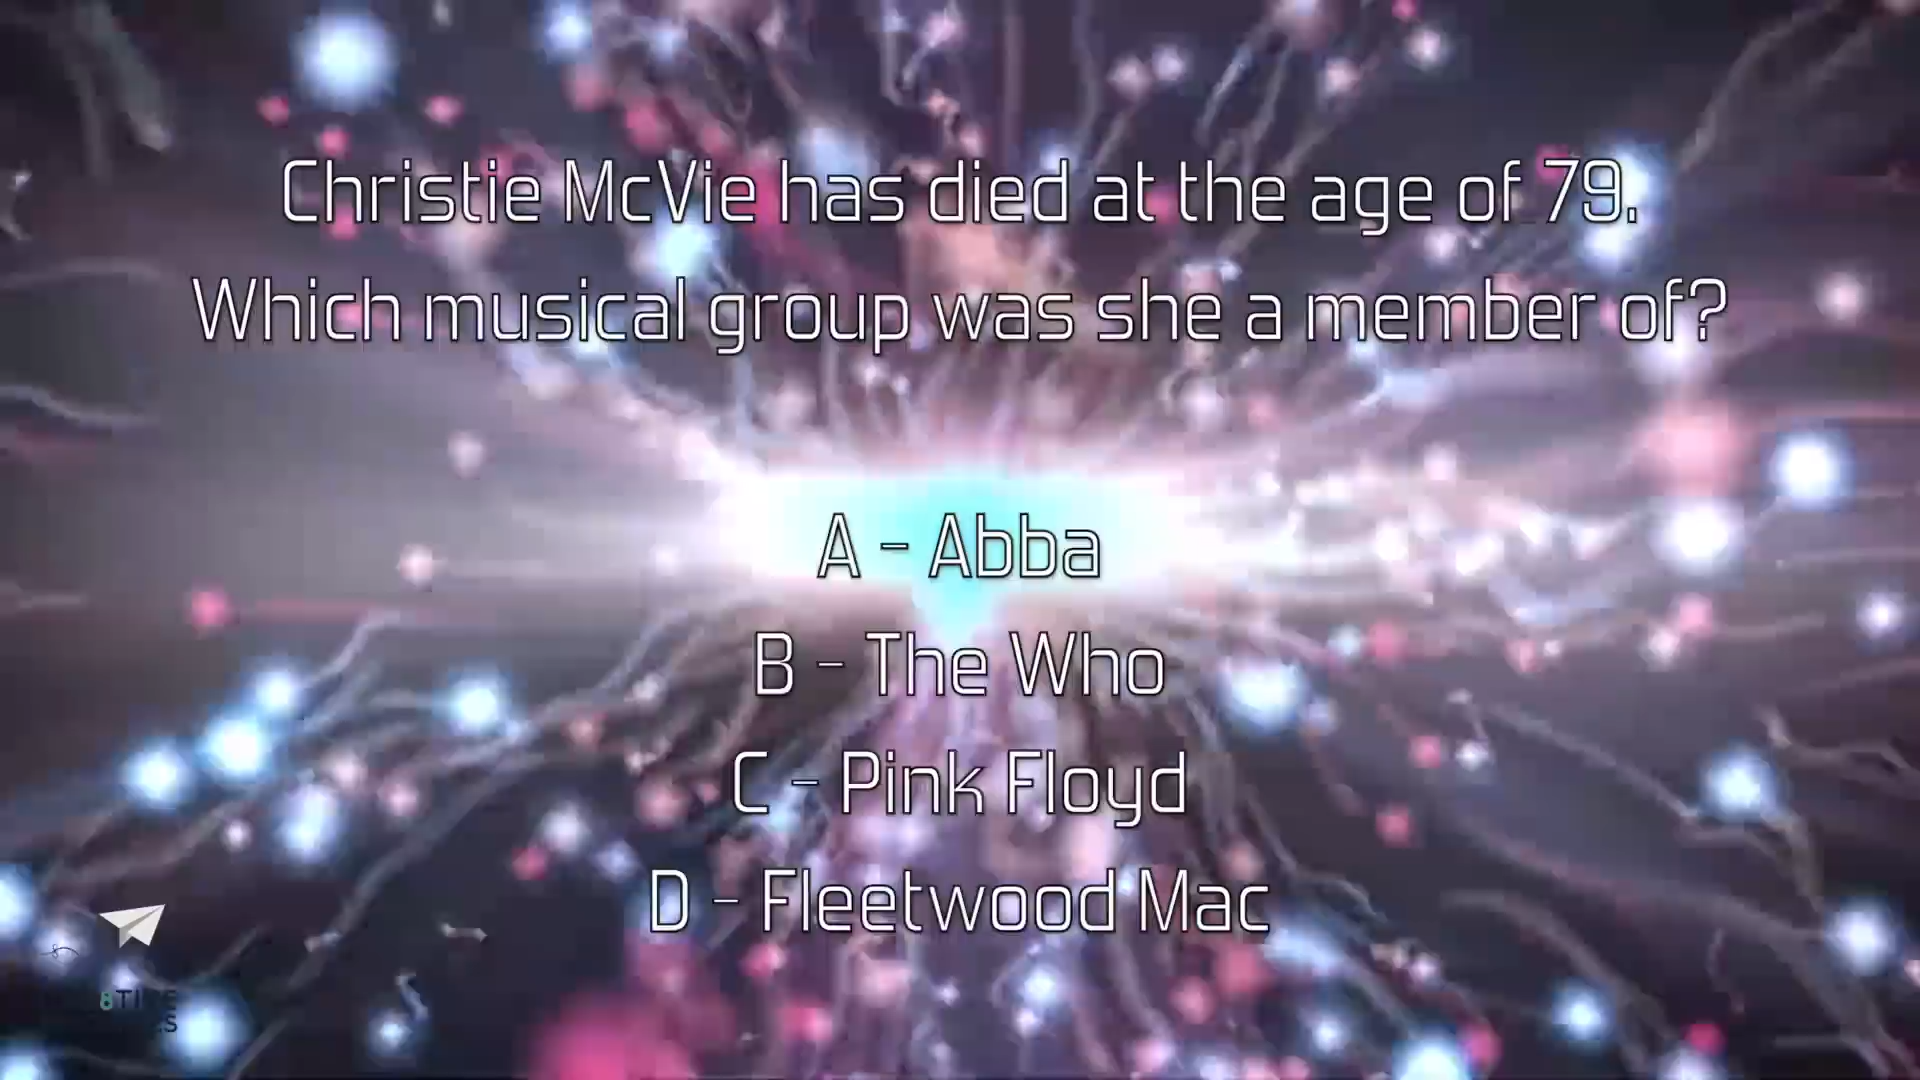 Christie McVie has died at the age of 79.
Which musical group was she a member of?
A - Abba
B - The Who
C - Pink Floyd
D - Fleetwood Mac